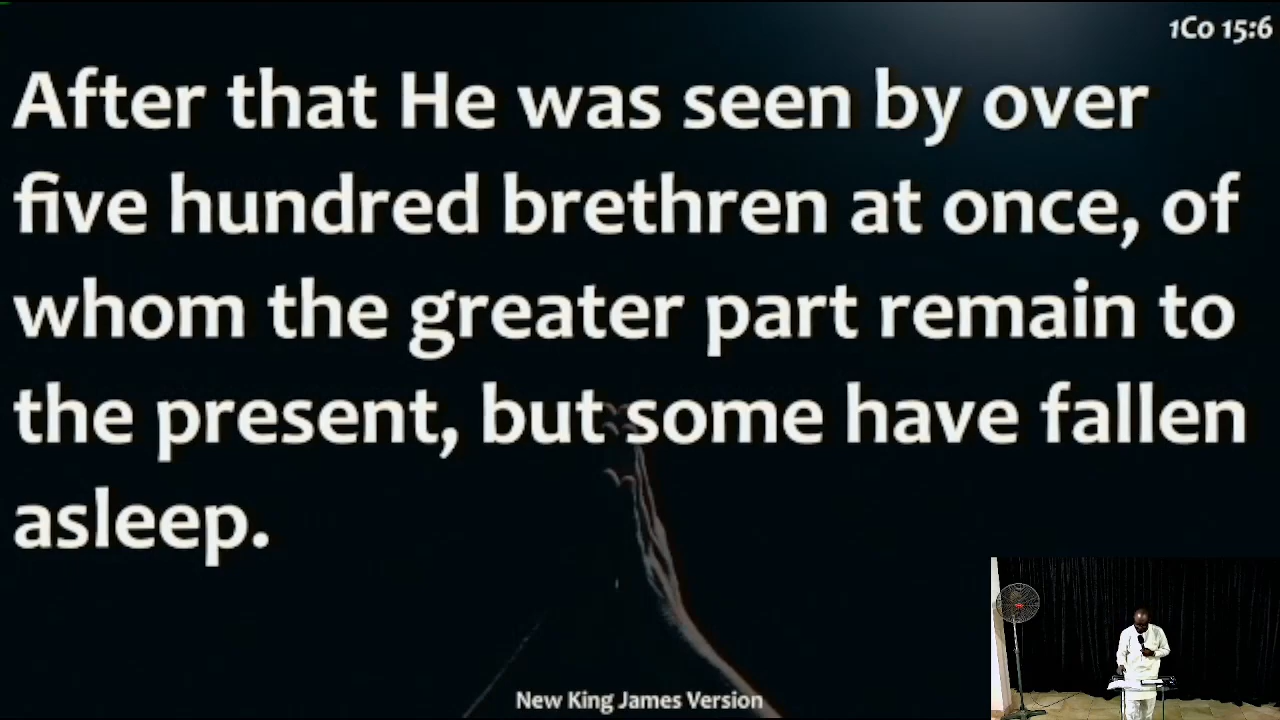 1Co 15:6
After that He was seen by over
five hundred brethren at once, of
whom the greater part remain to
the present, but some have fallen
asleep.
New King James Version